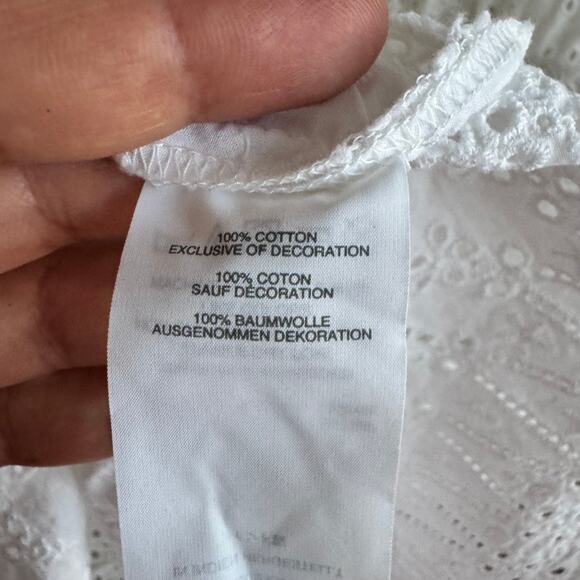 100% COTTON
EXCLUSIVE OF DECORATION
100% COTON
SAUF DÉCORATION
100% BAUMWOLLE
AUSGENOMMEN DEKORATION